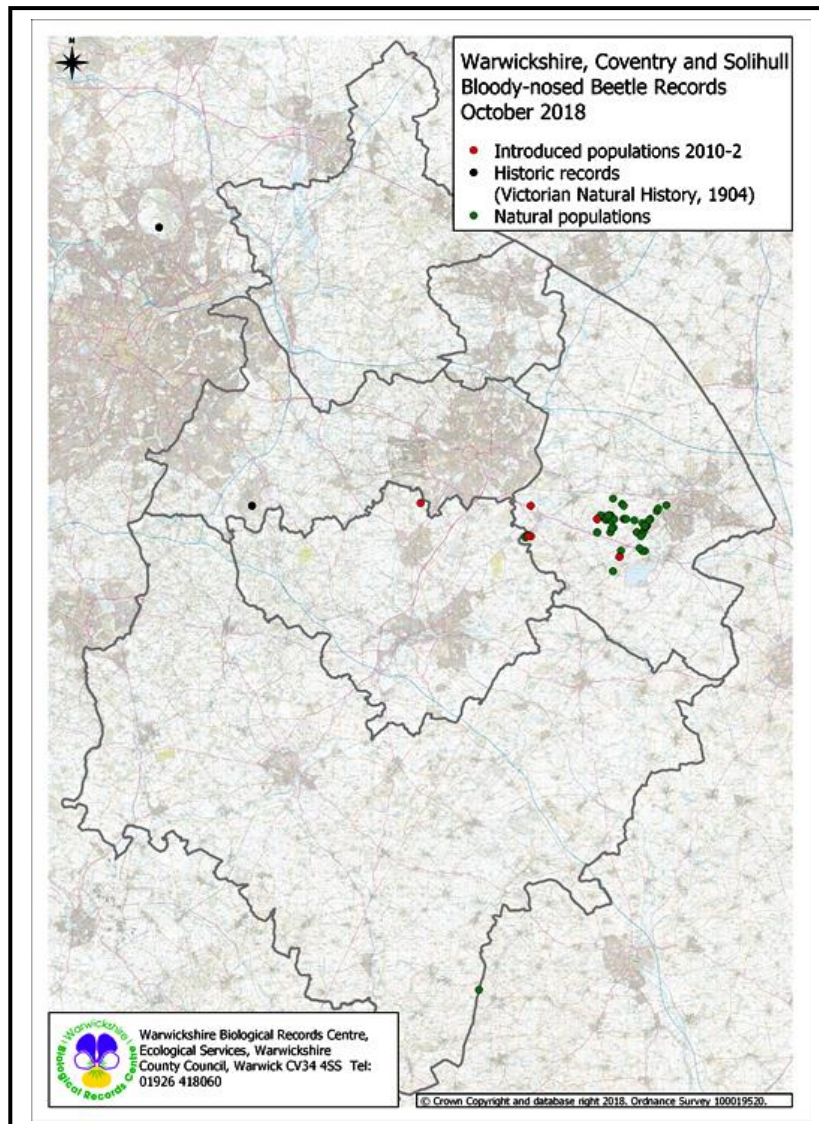 N
Warwickshire, Coventry and Solihull
Bloody-nosed Beetle Records
October 2018
Introduced populations 2010-2
Historic records
(Victorian Natural History, 1904)
Natural populations
Warwickshire
Biological Records Centre
Warwickshire Biological Records Centre,
Ecological Services, Warwickshire
County Council, Warwick CV34 4SS Tel:
01926 418060
© Crown Copyright and database right 2018. Ordnance Survey 100019520.